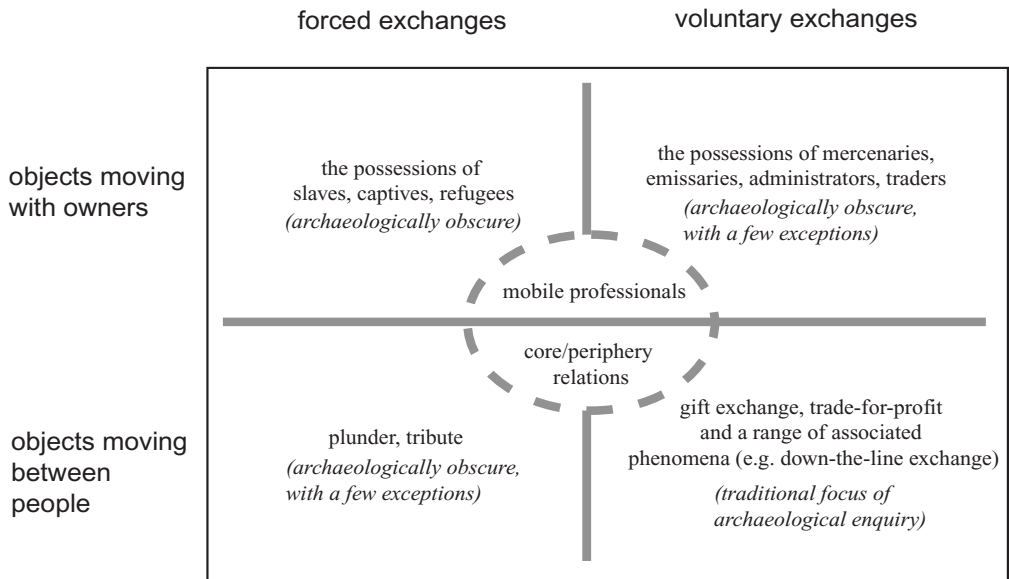 forced exchanges
voluntary exchanges
objects moving
with owners
the possessions of
slaves, captives, refugees
(archaeologically obscure)
the possessions of mercenaries,
emissaries, administrators, traders
(archaeologically obscure,
with a few exceptions)
mobile professionals
core/periphery
relations
objects moving
between
people
plunder, tribute
(archaeologically obscure,
with a few exceptions)
gift exchange, trade-for-profit
and a range of associated
phenomena (e.g. down-the-line exchange)
(traditional focus of
archaeological enquiry)